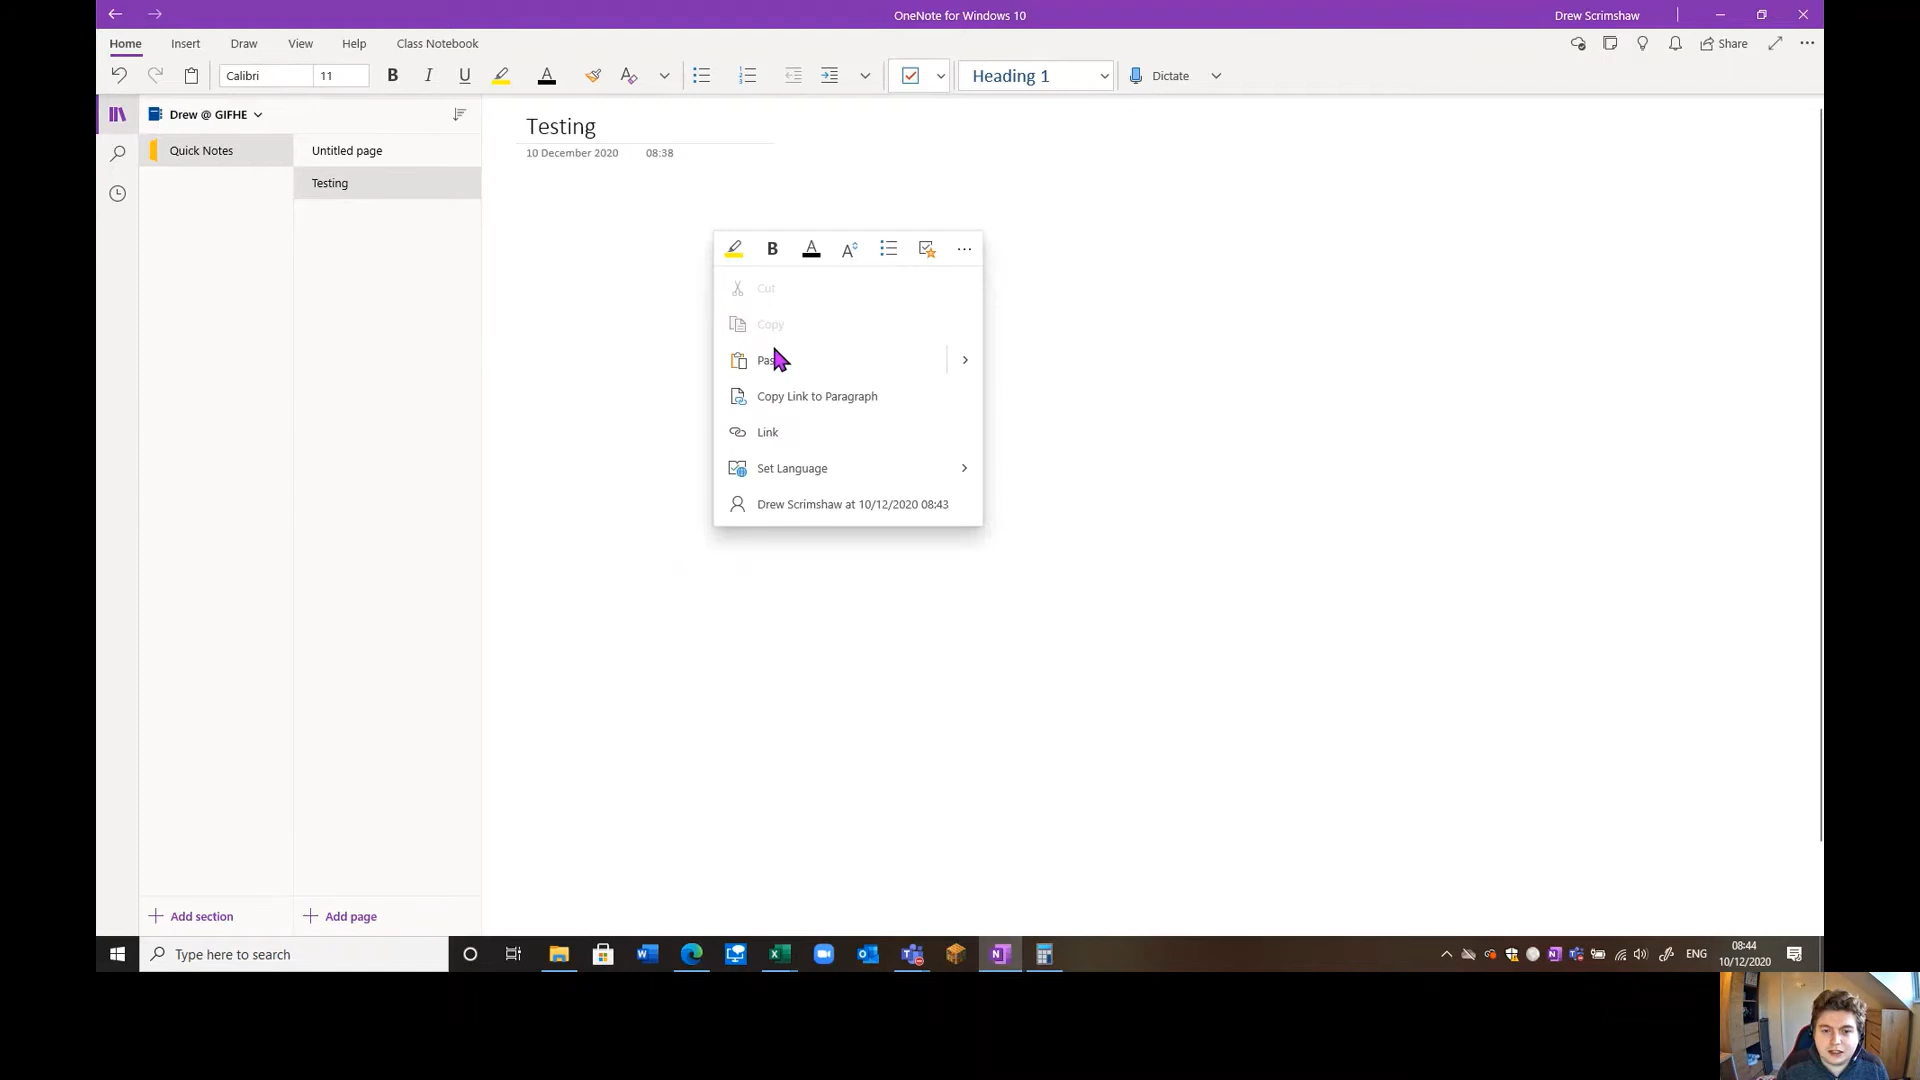 OneNote for Windows 10
Drew Scrimshaw
Home Insert Draw View Help Class Notebook
Share
Calibri 11 B I U A A Heading 1 Dictate
Drew @ GIFHE
Quick Notes
Untitled page
Testing
Testing
10 December 2020 08:38
B A A
Cut
Copy
Copy Link to Paragraph
Link
Set Language
Drew Scrimshaw at 10/12/2020 08:43
Add section
Add page
Type here to search
ENG
08:44
10/12/2020